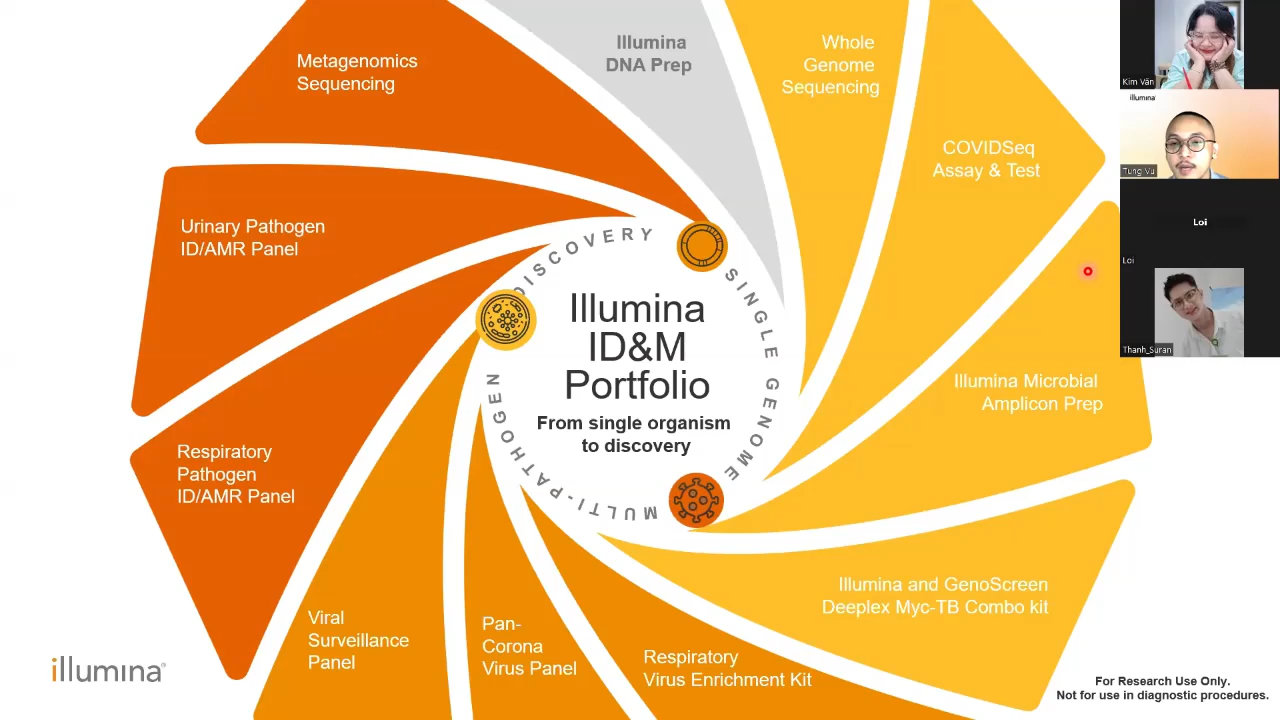 Metagenomics
Sequencing
Illumina
DNA Prep
Whole
Genome
Sequencing
COVIDSeq
Assay & Test
Urinary Pathogen
ID/AMR Panel
Respiratory
Pathogen
ID/AMR Panel
DISCOVERY
SINGLE GENOME
MULTI-PATHOGEN
Illumina
ID&M
Portfolio
From single organism
to discovery
Illumina Microbial
Amplicon Prep
Illumina and GenoScreen
Deeplex Myc-TB Combo kit
Viral
Surveillance
Panel
Pan-
Corona
Virus Panel
Respiratory
Virus Enrichment Kit
illumina®
For Research Use Only.
Not for use in diagnostic procedures.
Kim Vân
illumina
Tung Vu
Loi
Loi
Thanh_Suran